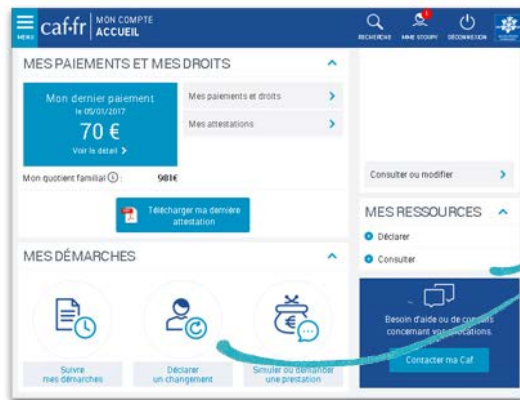 caf.fr MON COMPTE
ACCUEIL
MENU
RECHERCHE
MME STOUPY
DÉCONNEXION
MES PAIEMENTS ET MES DROITS
Mon dernier paiement
le 05/01/2017
70 €
Voir le détail
Mes paiements et droits
Mes attestations
Mon quotient familial : 981€
Télécharger ma dernière
attestation
MES DÉMARCHES
Suivre
mes démarches
Déclarer
un changement
Simuler ou demander
une prestation
Consulter ou modifier
MES RESSOURCES
Déclarer
Consulter
Besoin d'aide ou de conseils
concernant vos allocations.
Contacter ma Caf